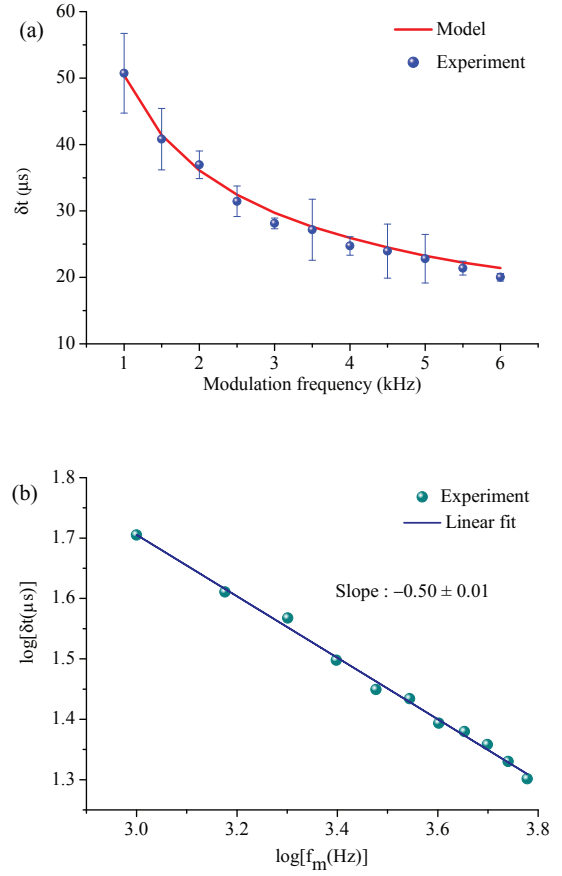 (a)
60
50
40
30
20
10
δt (μs)
Model
Experiment
1 2 3 4 5 6
Modulation frequency (kHz)
(b)
1.8
1.7
1.6
1.5
1.4
1.3
log[δt(μs)]
Experiment
Linear fit
Slope : −0.50 ± 0.01
3.0 3.2 3.4 3.6 3.8
log[f_m(Hz)]